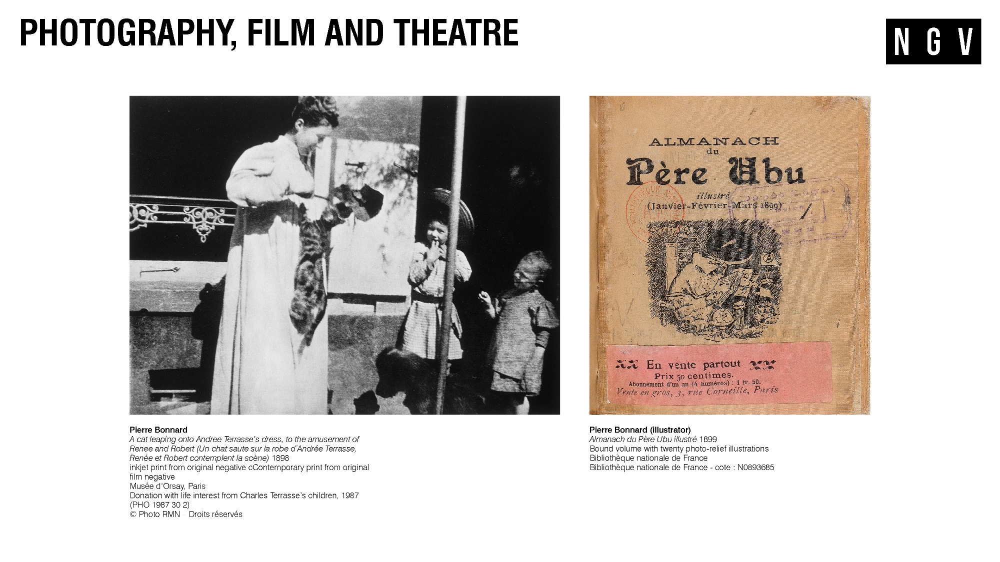 PHOTOGRAPHY, FILM AND THEATRE
N G V
ALMANACH
du
Père Ubu
illustré
(Janvier-Février-Mars 1899)
En vente partout
Prix 50 centimes.
Abonnement d'un an (4 numéros) : 1 fr. 50.
Vente en gros, 3, rue Corneille, Paris
Pierre Bonnard
A cat leaping onto Andree Terrasse's dress, to the amusement of
Renee and Robert (Un chat saute sur la robe d'Andrée Terrasse,
Renée et Robert contemplent la scène) 1898
inkjet print from original negative cContemporary print from original
film negative
Musée d'Orsay, Paris
Donation with life interest from Charles Terrasse's children, 1987
(PHO 1987 30 2)
© Photo RMN – Droits réservés
Pierre Bonnard (illustrator)
Almanach du Père Ubu illustré 1899
Bound volume with twenty photo-relief illustrations
Bibliothèque nationale de France
Bibliothèque nationale de France - cote : N0893685